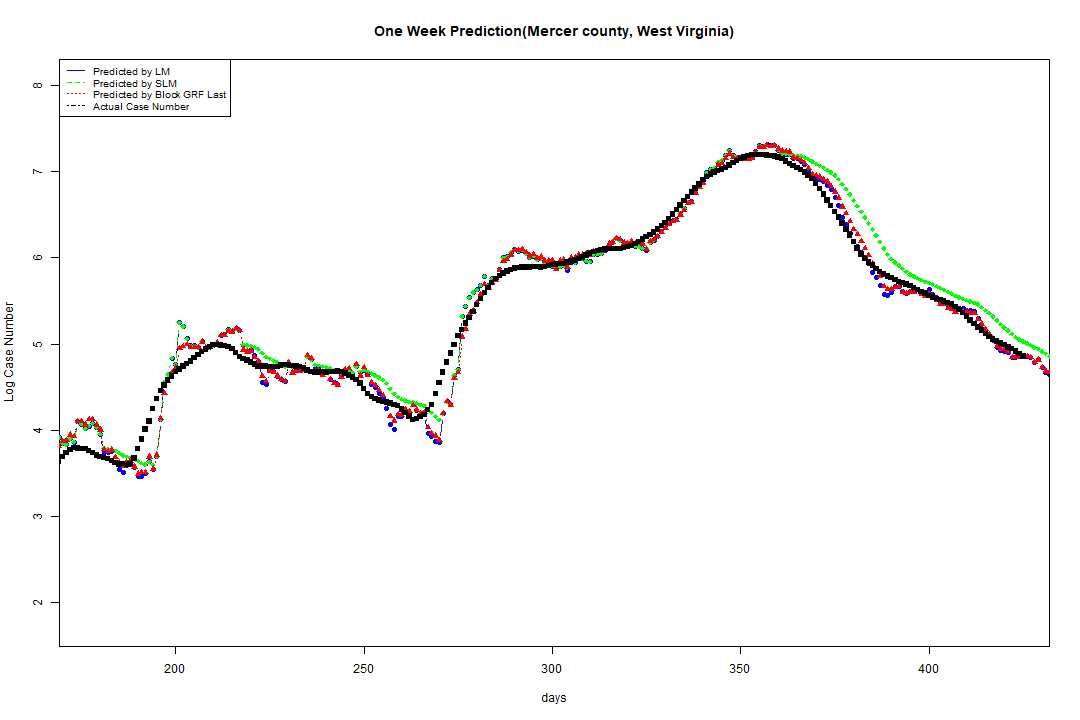 One Week Prediction(Mercer county, West Virginia)
Predicted by LM
Predicted by SLM
Predicted by Block GRF Last
Actual Case Number
Log Case Number
8
7
6
5
4
3
2
200 250 300 350 400
days